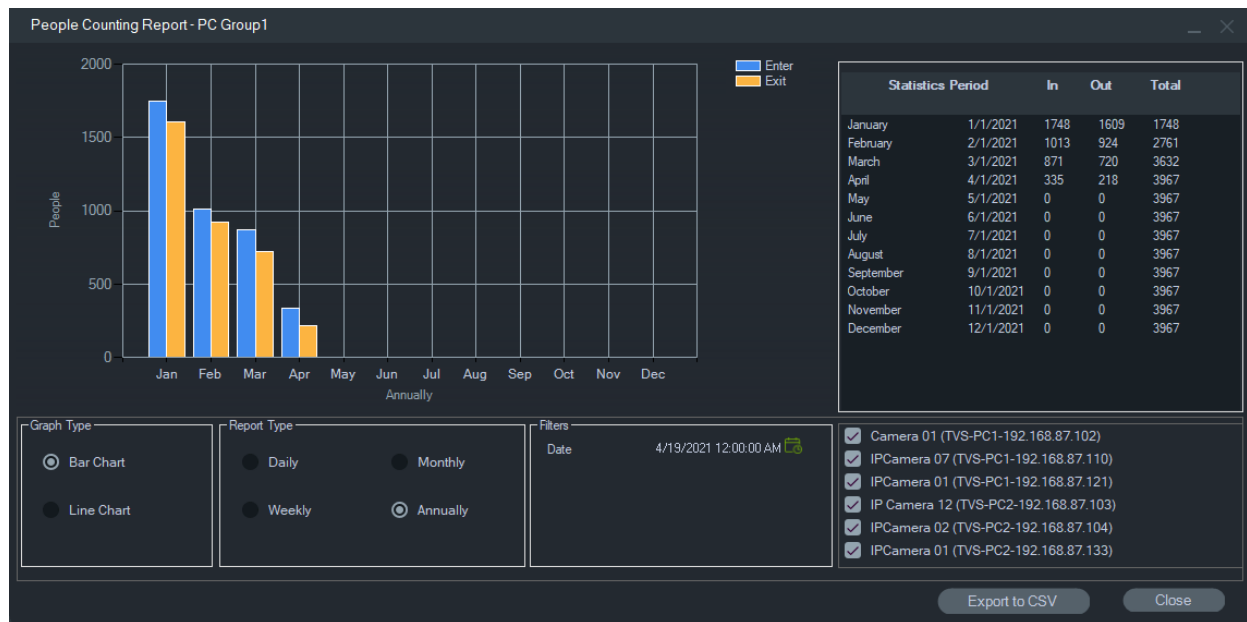 People Counting Report - PC Group1
2000
1500
1000
500
0
People
Jan Feb Mar Apr May Jun Jul Aug Sep Oct Nov Dec
Annually
Enter
Exit
Statistics Period In Out Total
January 1/1/2021 1748 1609 1748
February 2/1/2021 1013 924 2761
March 3/1/2021 871 720 3632
April 4/1/2021 335 218 3967
May 5/1/2021 0 0 3967
June 6/1/2021 0 0 3967
July 7/1/2021 0 0 3967
August 8/1/2021 0 0 3967
September 9/1/2021 0 0 3967
October 10/1/2021 0 0 3967
November 11/1/2021 0 0 3967
December 12/1/2021 0 0 3967
Graph Type
Bar Chart
Line Chart
Report Type
Daily Monthly
Weekly Annually
Filters
Date 4/19/2021 12:00:00 AM
Camera 01 (TVS-PC1-192.168.87.102)
IPCamera 07 (TVS-PC1-192.168.87.110)
IPCamera 01 (TVS-PC1-192.168.87.121)
IP Camera 12 (TVS-PC2-192.168.87.103)
IPCamera 02 (TVS-PC2-192.168.87.104)
IPCamera 01 (TVS-PC2-192.168.87.133)
Export to CSV
Close